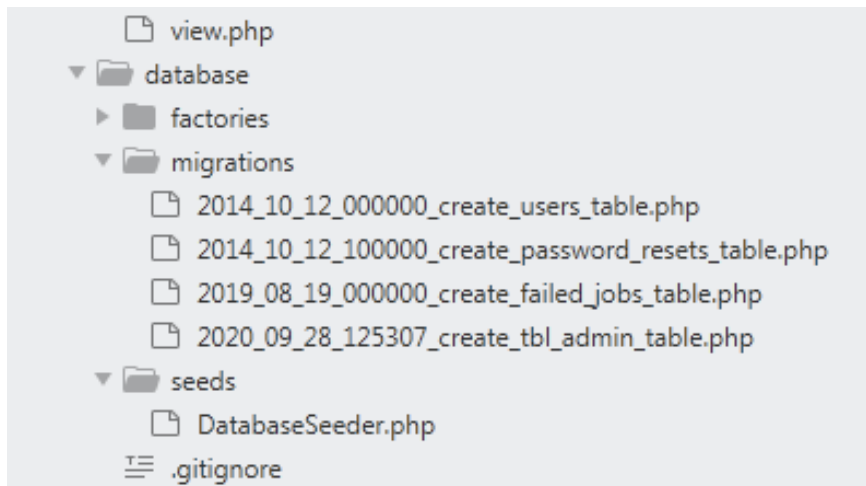 view.php
database
factories
migrations
2014_10_12_000000_create_users_table.php
2014_10_12_100000_create_password_resets_table.php
2019_08_19_000000_create_failed_jobs_table.php
2020_09_28_125307_create_tbl_admin_table.php
seeds
DatabaseSeeder.php
.gitignore